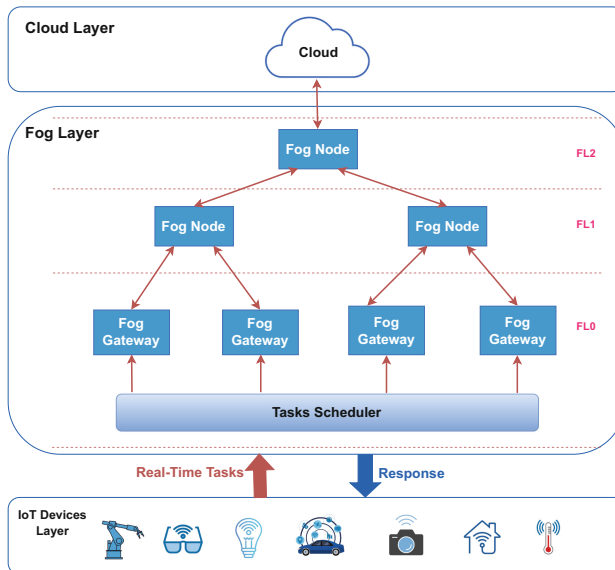 Cloud Layer
Cloud
Fog Layer
Fog Node
FL2
Fog Node
Fog Node
FL1
Fog
Gateway
Fog
Gateway
Fog
Gateway
Fog
Gateway
FL0
Tasks Scheduler
Real-Time Tasks
Response
IoT Devices
Layer